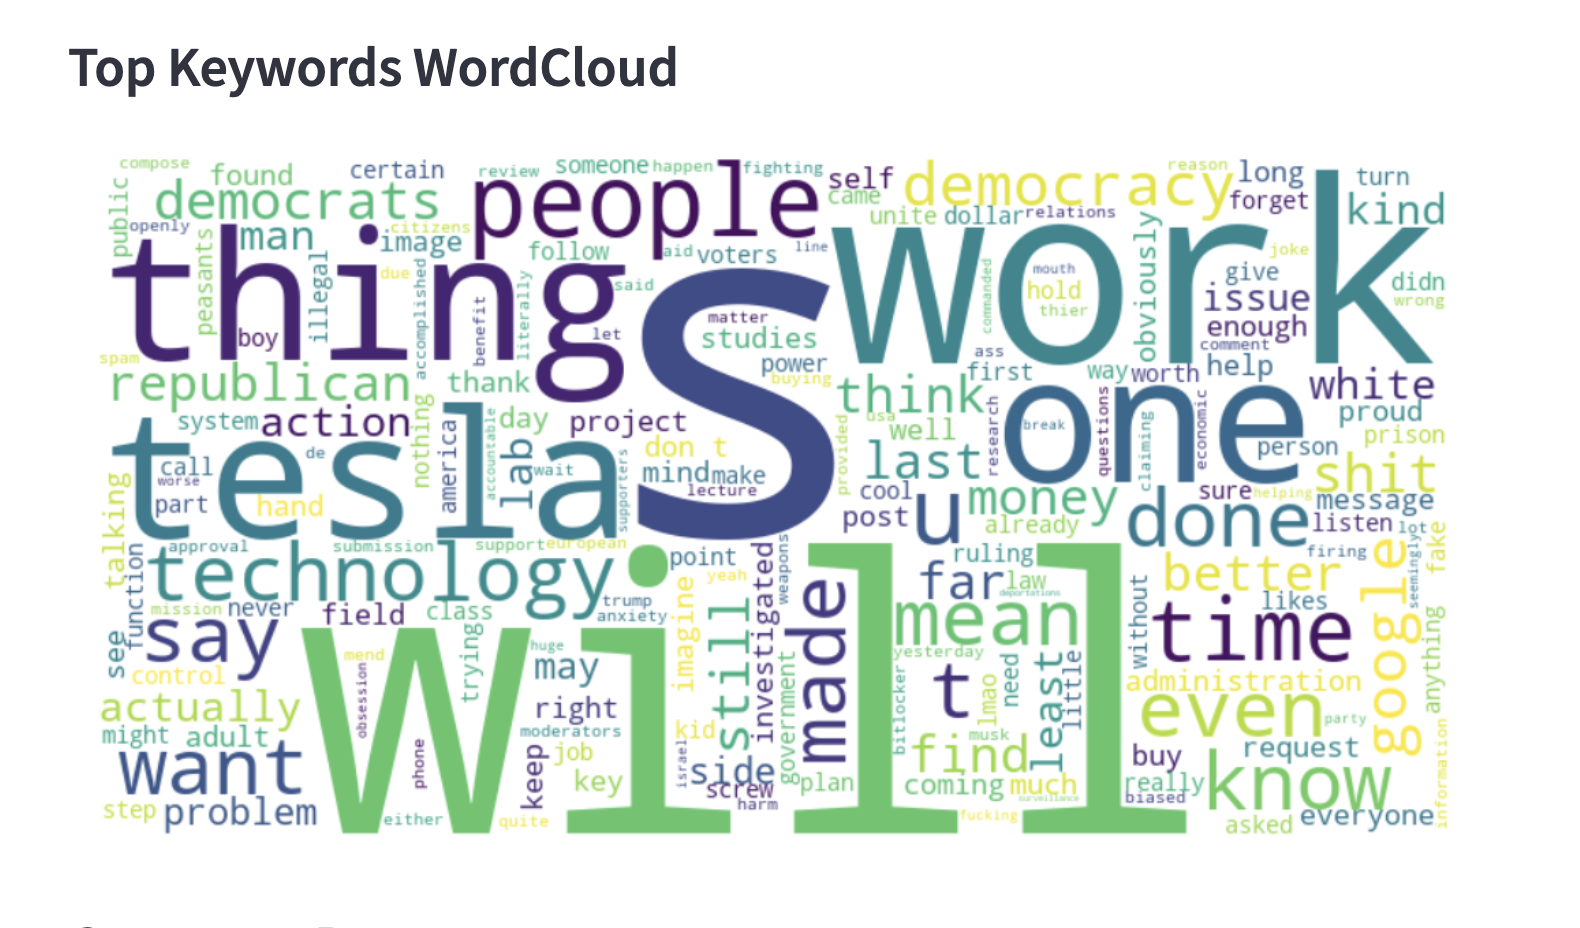 Top Keywords WordCloud
compose
found
certain
review
someone
happen
fighting
self
democracy
reason
long
turn
public
democrats
people
came
unite
dollar
relations
forget
kind
openly
man
image
citizens
follow
aid
voters
line
work
obviously
joke
thing
peasants
illegal
due
accomplished
literally
said
s
mouth
hold
thier
commanded
give
issue
didn
wrong
boy
benefit
let
matter
studies
power
buying
ass
first
enough
comment
help
way
worth
spam
republican
thank
think
white
system
action
nothing
day
project
usa
well
one
proud
prison
tesla
de
america
accountable
lab
wait
supporters
don t
mind
make
lecture
provided
last
research
break
questions
claiming
economic
person
shit
call
worse
part
hand
cool
post
u
money
already
done
sure
helping
message
listen
lot
talking
approval
submission
support
european
point
weapons
ruling
firing
seemingly
fake
function
technology
yeah
far
law
deportations
better
likes
google
mission
never
field
class
trump
anxiety
imagine
still
investigated
made
mean
without
time
see
say
mend
trying
huge
may
yesterday
anything
control
obsession
will
government
bitlocker
t
lmao
need
least
little
administration
actually
right
moderators
kid
musk
even
party
might
adult
phone
keep
job
israel
side
find
buy
request
want
key
screw
plan
coming
much
really
know
information
step
problem
either
quite
harm
surveillance
biased
fucking
asked
everyone